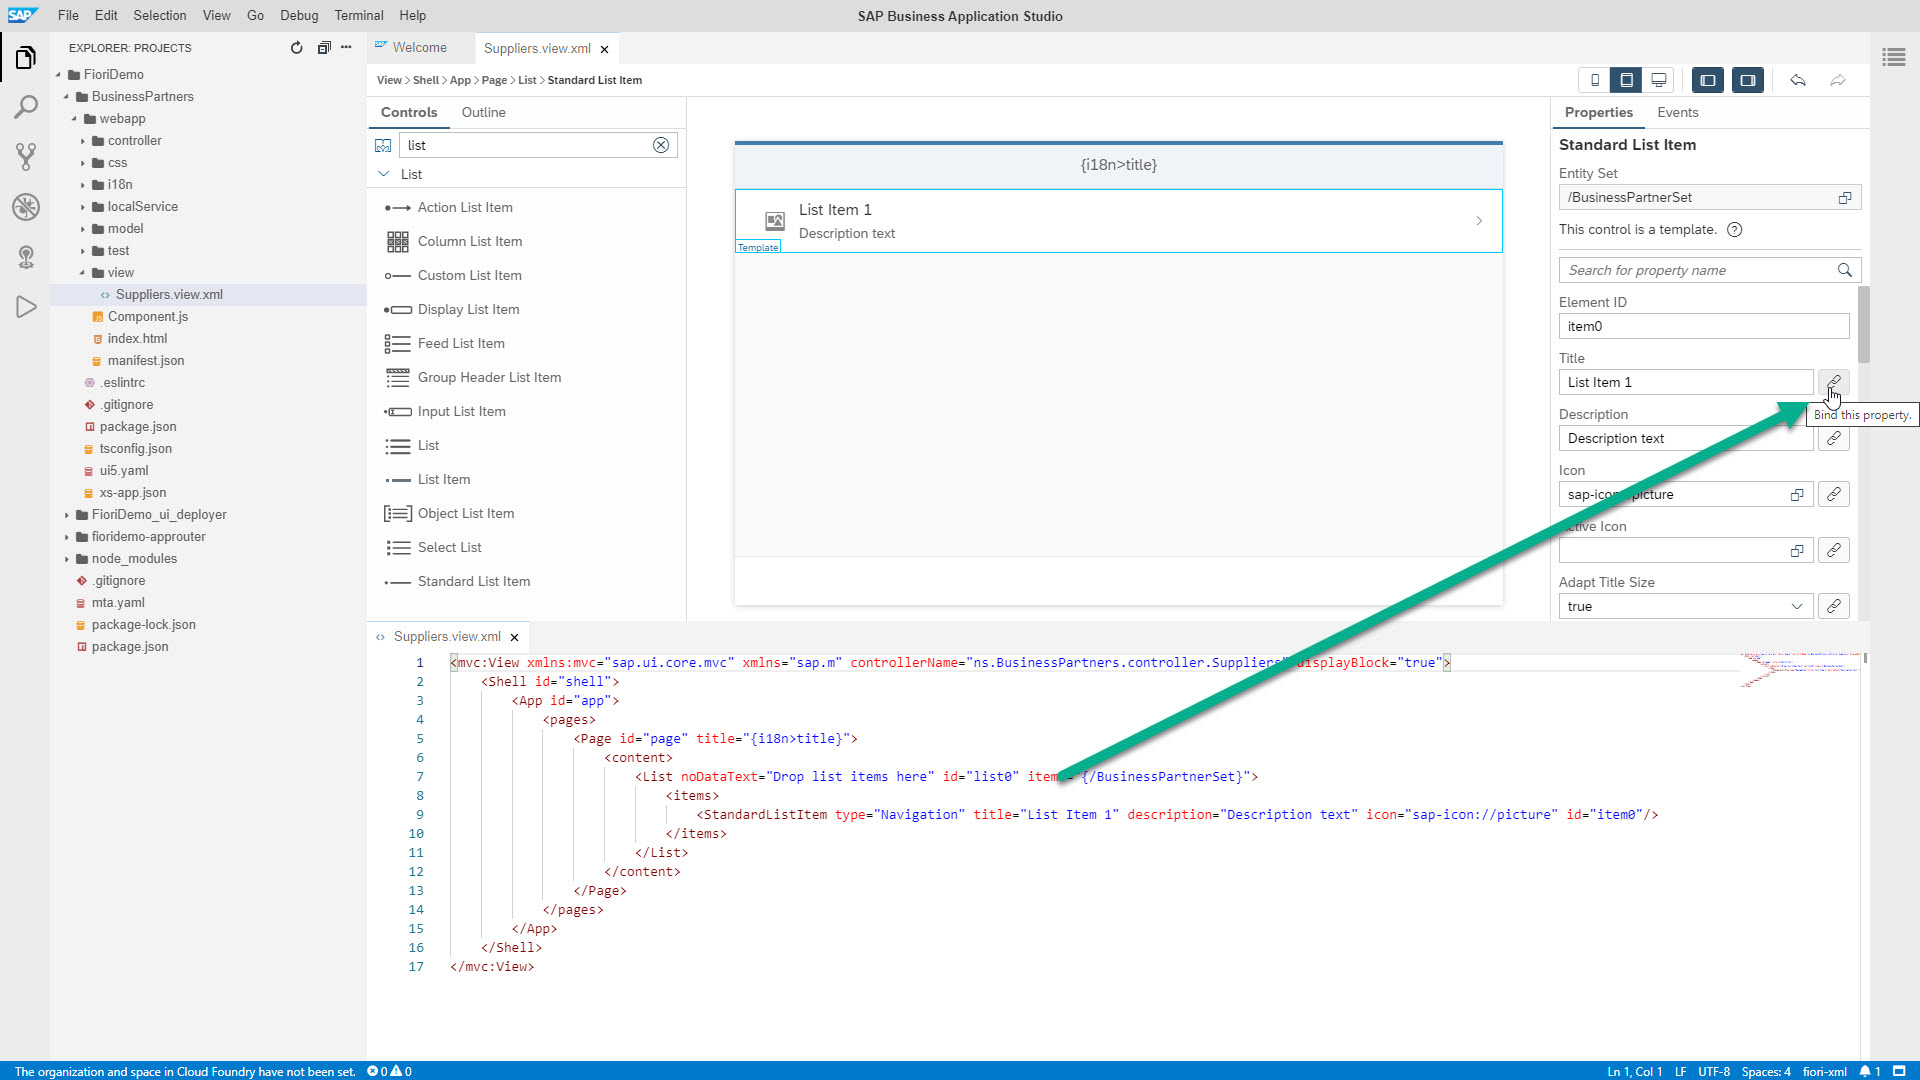 SAP File Edit Selection View Go Debug Terminal Help SAP Business Application Studio
EXPLORER: PROJECTS
FioriDemo
BusinessPartners
webapp
controller
css
i18n
localService
model
test
view
Suppliers.view.xml
Component.js
index.html
manifest.json
.eslintrc
.gitignore
package.json
tsconfig.json
ui5.yaml
xs-app.json
FioriDemo_ui_deployer
fioridemo-approuter
node_modules
.gitignore
mta.yaml
package-lock.json
package.json
Welcome Suppliers.view.xml
View > Shell > App > Page > List > Standard List Item
Controls Outline
list
List
Action List Item
Column List Item
Custom List Item
Display List Item
Feed List Item
Group Header List Item
Input List Item
List
List Item
Object List Item
Select List
Standard List Item
{i18n>title}
List Item 1
Description text
Template
Properties Events
Standard List Item
Entity Set
/BusinessPartnerSet
This control is a template.
Search for property name
Element ID
item0
Title
List Item 1
Bind this property.
Description
Description text
Icon
picture
Icon
Adapt Title Size
true
Suppliers.view.xml
1 <mvc:View xmlns:mvc="sap.ui.core.mvc" xmlns="sap.m" controllerName="ns.BusinessPartners.controller.Suppliers" displayBlock="true">
2 <Shell id="shell">
3 <App id="app">
4 <pages>
5 <Page id="page" title="{i18n>title}">
6 <content>
7 <List noDataText="Drop list items here" id="list0" {/BusinessPartnerSet}">
8 <items>
9 <StandardListItem type="Navigation" title="List Item 1" description="Description text" icon="sap-icon://picture" id="item0"/>
10 </items>
11 </List>
12 </content>
13 </Page>
14 </pages>
15 </App>
16 </Shell>
17 </mvc:View>
The organization and space in Cloud Foundry have not been set. 0 0 Ln 1, Col 1 LF UTF-8 Spaces: 4 fiori-xml 1